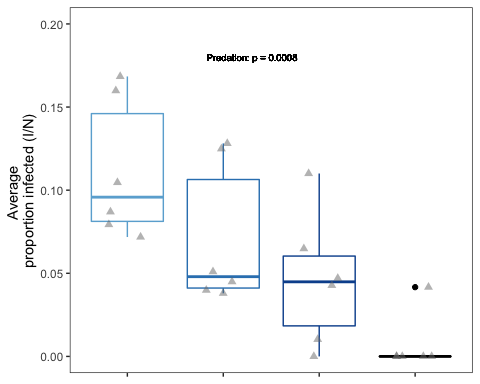 0.20
Predation: p = 0.0008
0.15
0.10
0.05
0.00
Average
proportion infected (I/N)